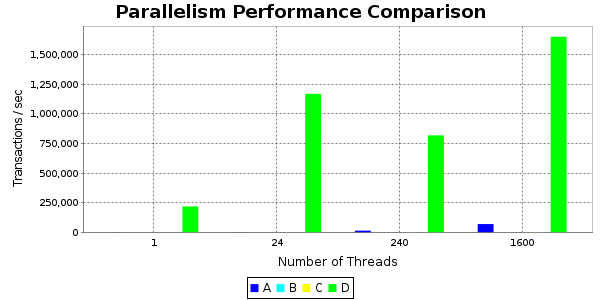 Parallelism Performance Comparison
Transactions / sec
1,500,000
1,250,000
1,000,000
750,000
500,000
250,000
0
1 24 240 1600
Number of Threads
A B C D